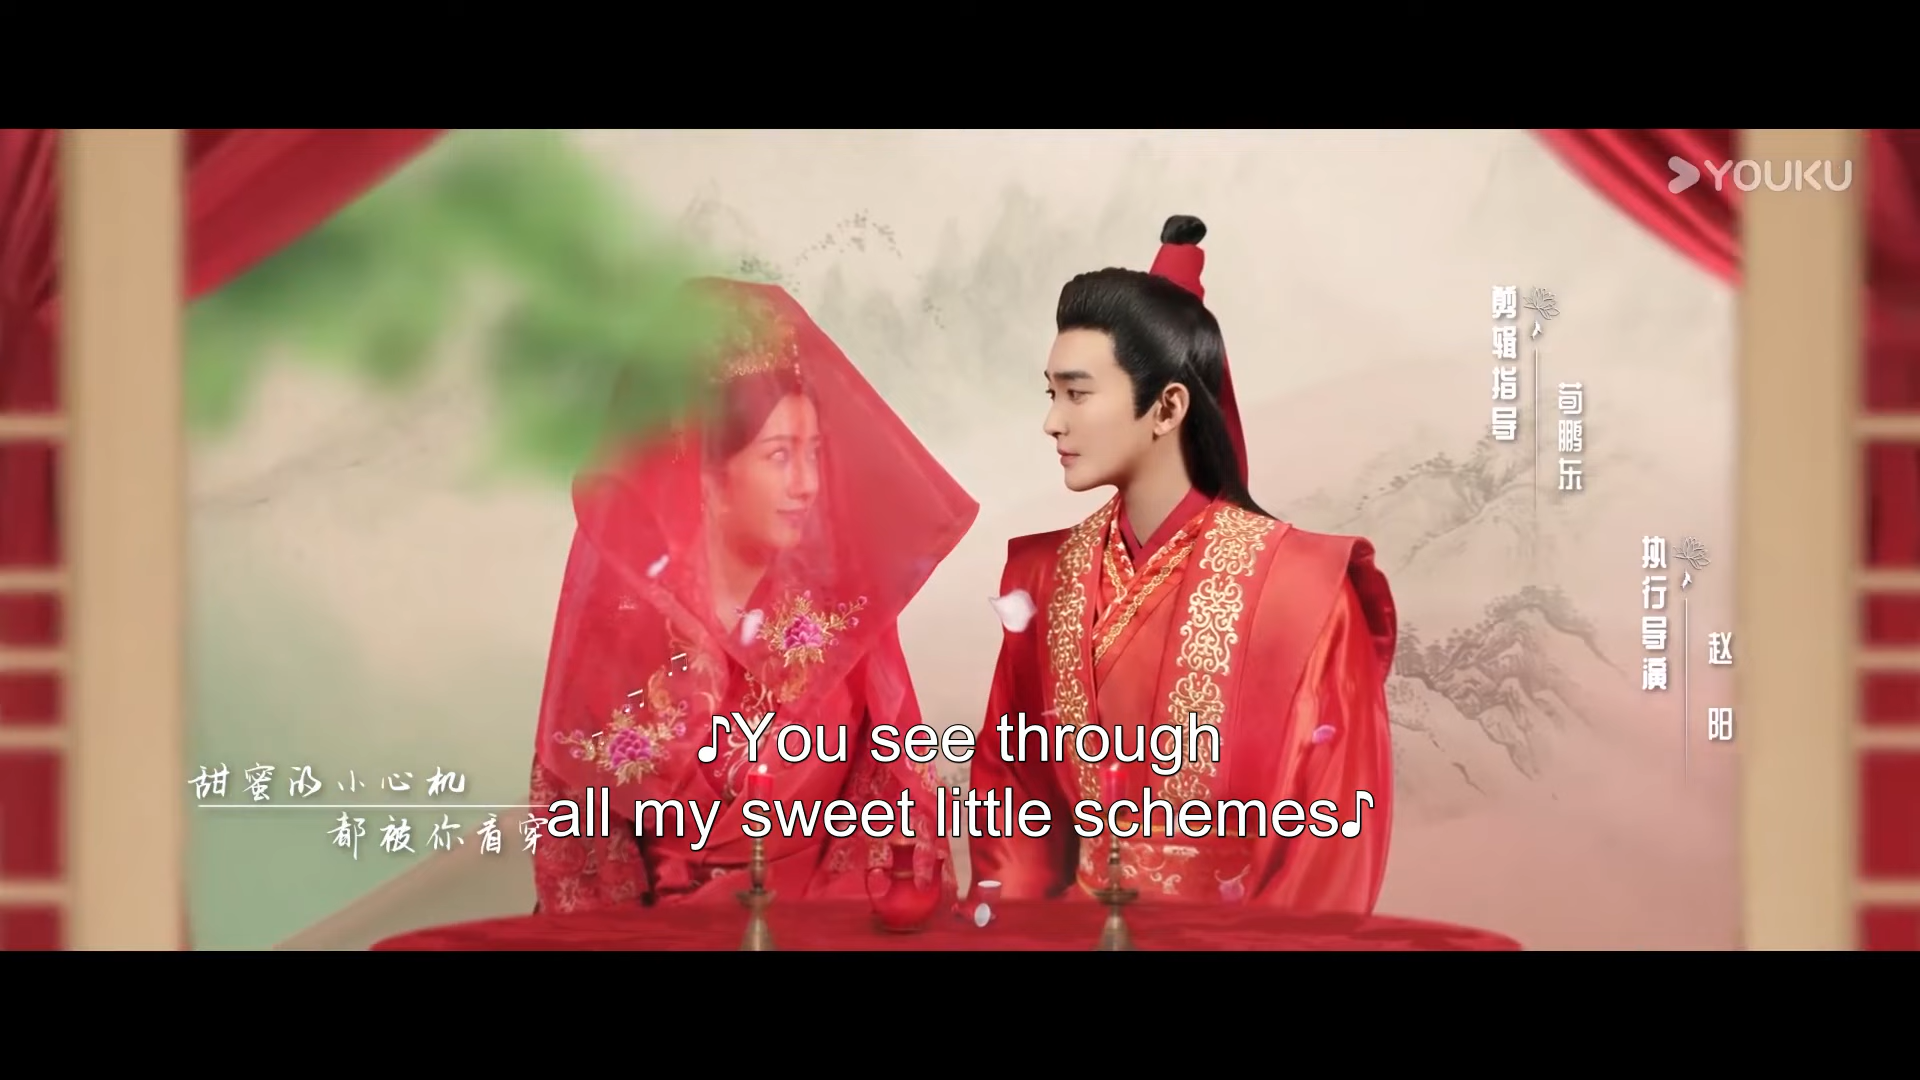 YOUKU
剪辑指导
苟鹏东
执行导演
赵阳
♪You see through
all my sweet little schemes♪
甜蜜的小心机
都被你看穿